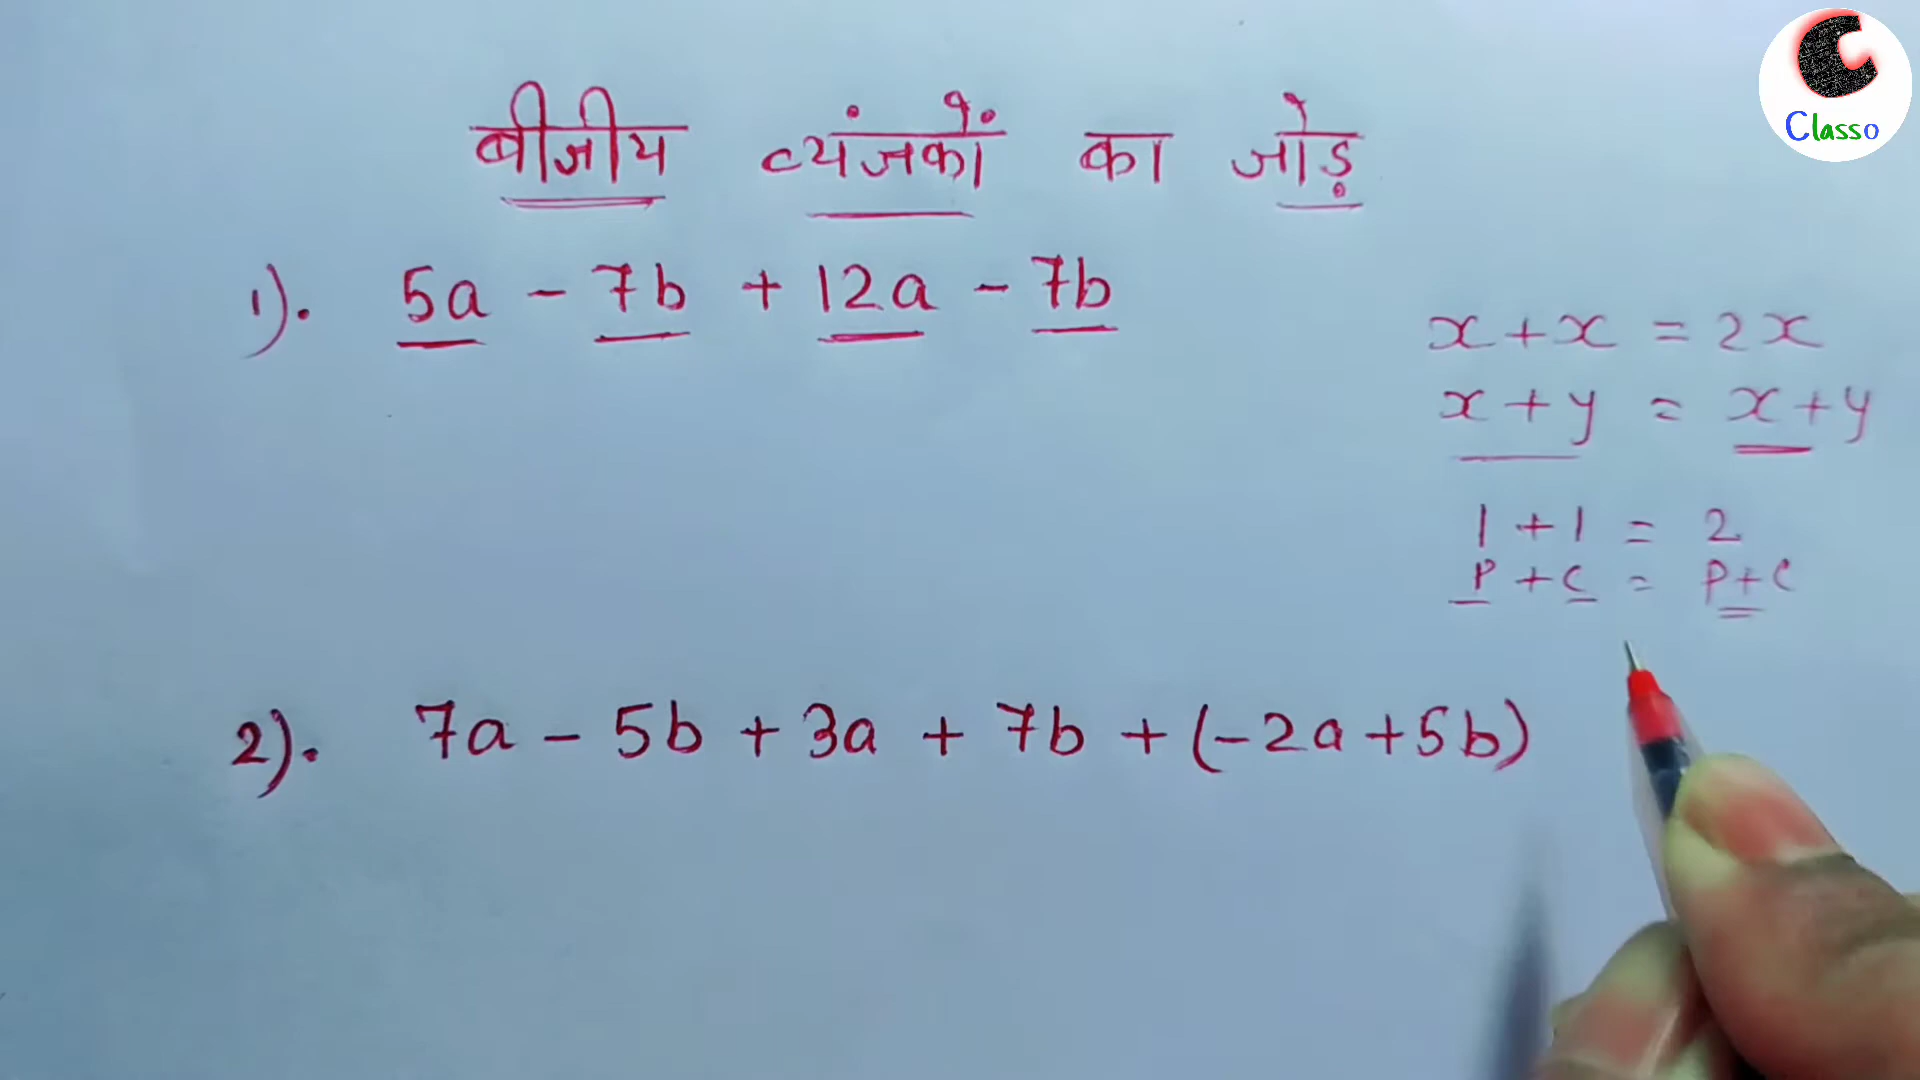 बीजीय व्यंजकों का जोड़
1). 5a - 7b + 12a - 7b
x + x = 2x
x + y = x + y
1 + 1 = 2
P + C = P + C
2). 7a - 5b + 3a + 7b + (-2a + 5b)
C
Classo